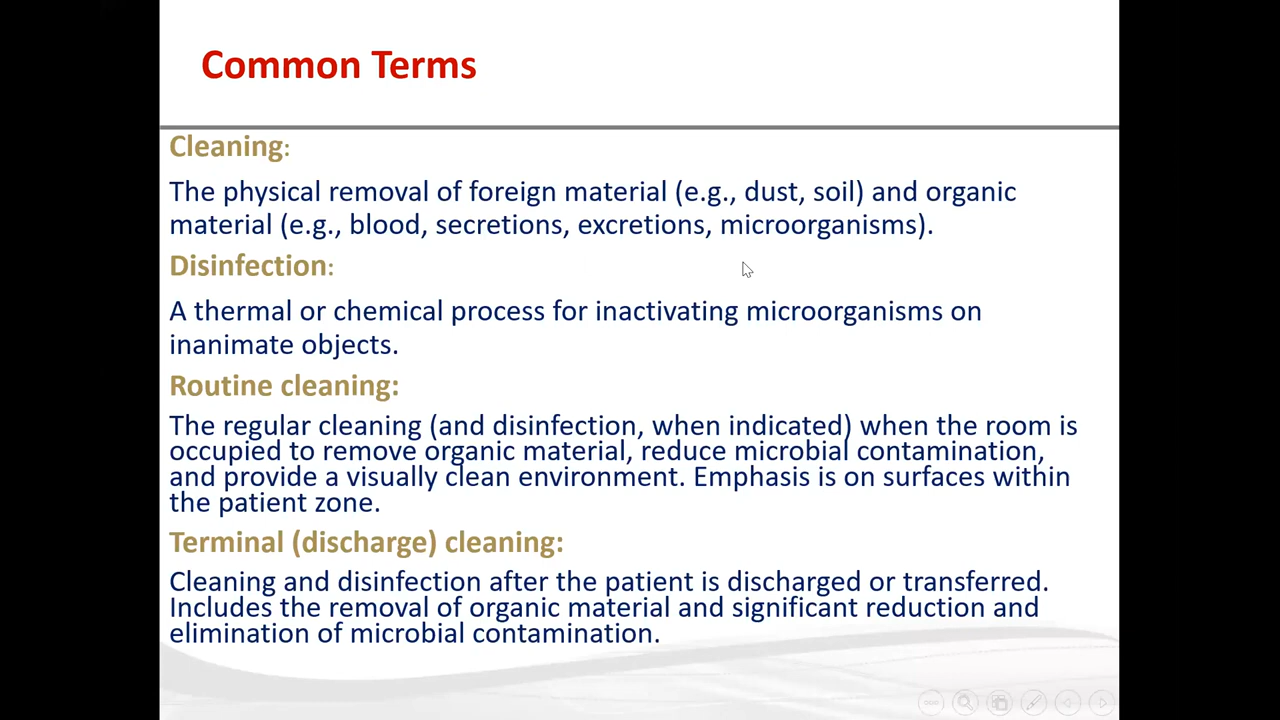 Common Terms
Cleaning:
The physical removal of foreign material (e.g., dust, soil) and organic
material (e.g., blood, secretions, excretions, microorganisms).
Disinfection:
A thermal or chemical process for inactivating microorganisms on
inanimate objects.
Routine cleaning:
The regular cleaning (and disinfection, when indicated) when the room is
occupied to remove organic material, reduce microbial contamination,
and provide a visually clean environment. Emphasis is on surfaces within
the patient zone.
Terminal (discharge) cleaning:
Cleaning and disinfection after the patient is discharged or transferred.
Includes the removal of organic material and significant reduction and
elimination of microbial contamination.